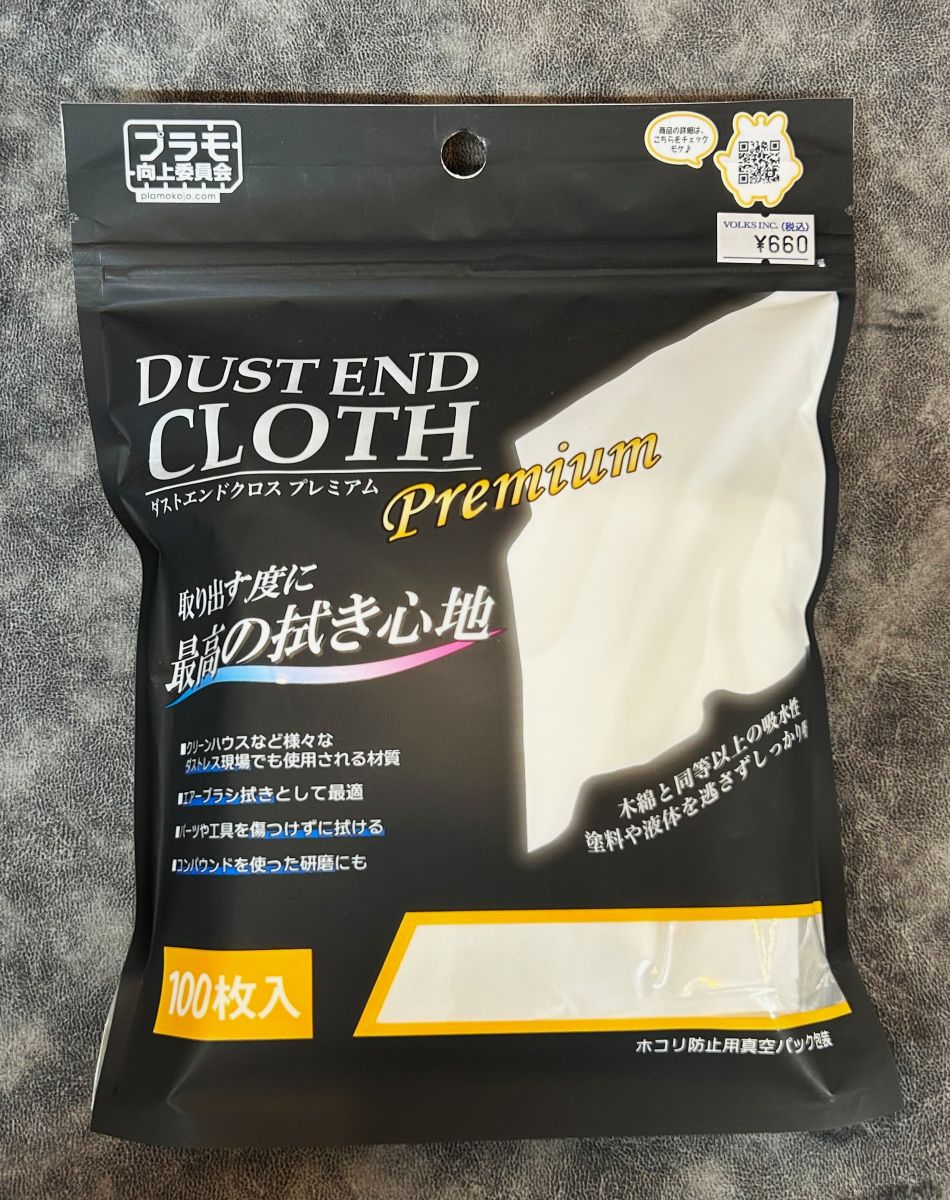 プラモ
向上委員会
plamokojo.com
商品の詳細は、
こちらをチェック
モケ♪
VOLKS INC. (税込)
¥660
DUST END
CLOTH
Premium
ダストエンドクロス プレミアム
取り出す度に
最高の拭き心地
■クリーンハウスなど様々な
ダストレス現場でも使用される材質
■エアーブラシ拭きとして最適
■パーツや工具を傷つけずに拭ける
■コンパウンドを使った研磨にも
木綿と同等以上の吸水性
塗料や液体を逃さずしっかり
100枚入
ホコリ防止用真空パック包装